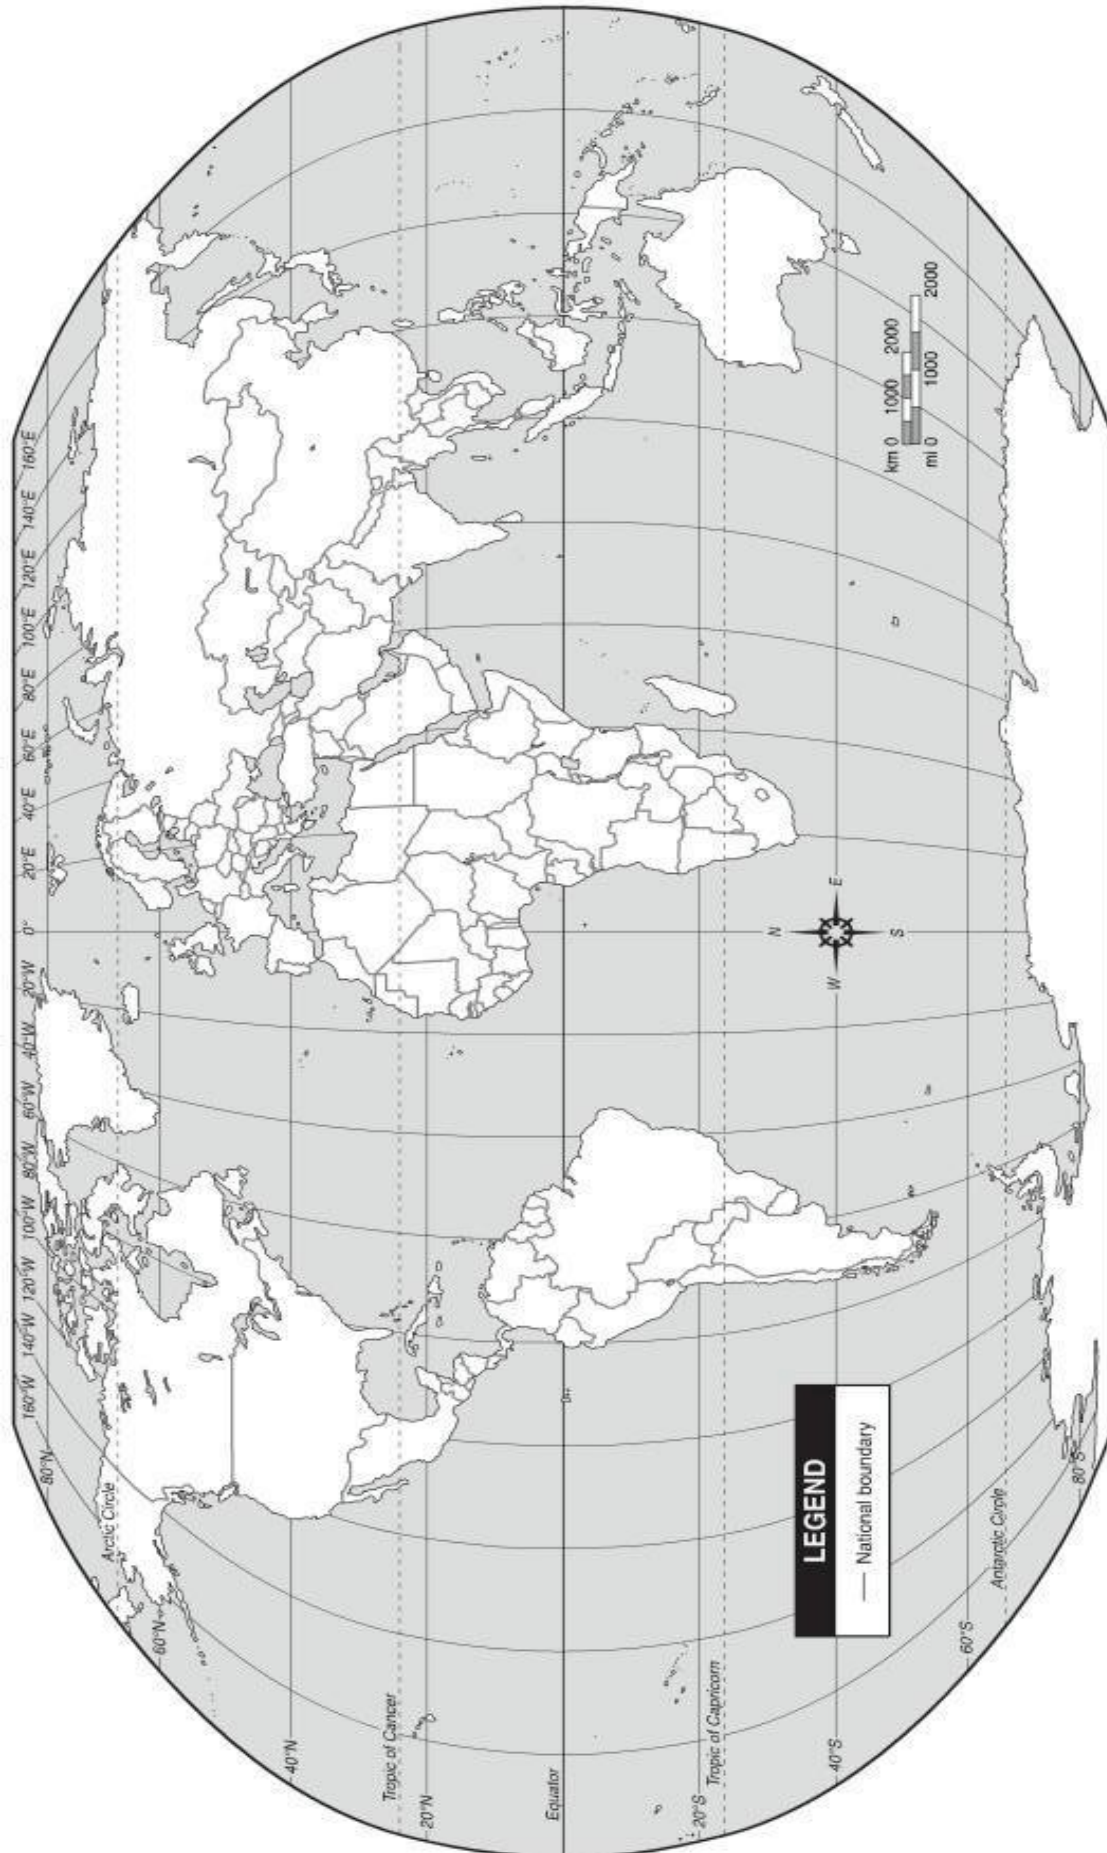 160°W 140°W 120°W 100°W 80°W 60°W 40°W 20°W 0° 20°E 40°E 60°E 80°E 100°E 120°E 140°E 160°E
80°N
Arctic Circle
60°N
40°N
Tropic of Cancer
20°N
Equator
20°S
Tropic of Capricorn
40°S
60°S
Antarctic Circle
80°S
LEGEND
National boundary
N
W
E
S
km 0 1000 2000
mi 0 1000 2000